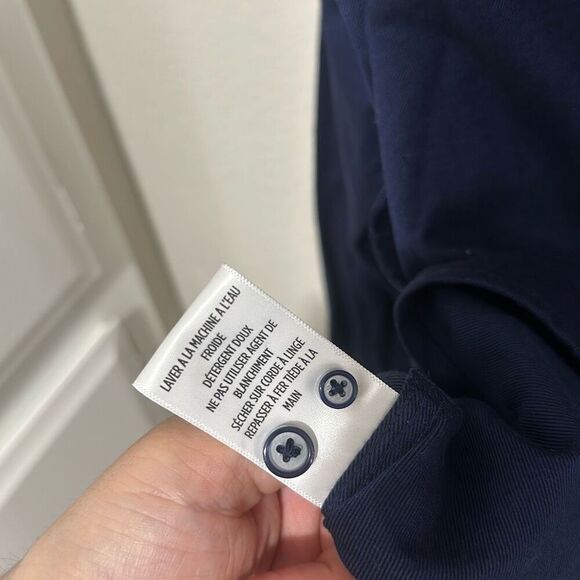 LAVER A LA MACHINE A L'EAU
FROIDE
DÉTERGENT DOUX
NE PAS UTILISER AGENT DE
BLANCHIMENT
SÉCHER SUR CORDE À LINGE
REPASSER À FER TIÈDE À LA
MAIN